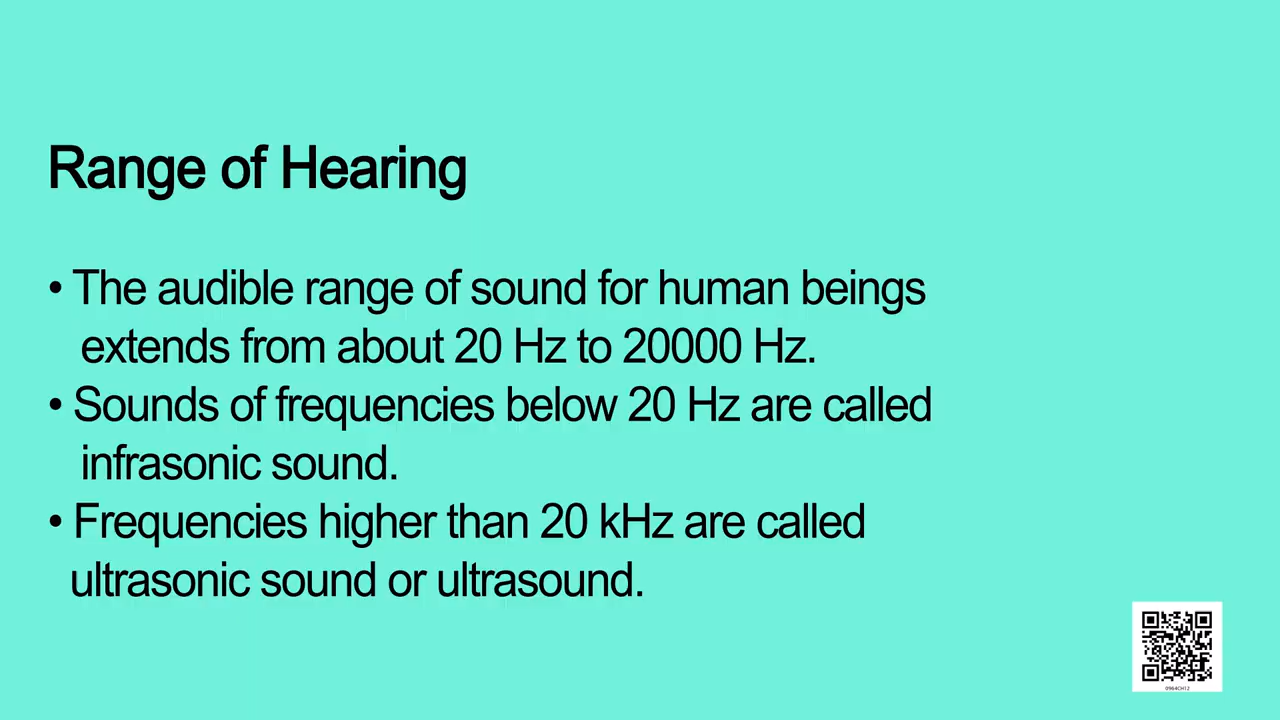 Range of Hearing
• The audible range of sound for human beings
extends from about 20 Hz to 20000 Hz.
• Sounds of frequencies below 20 Hz are called
infrasonic sound.
• Frequencies higher than 20 kHz are called
ultrasonic sound or ultrasound.
0964CH12